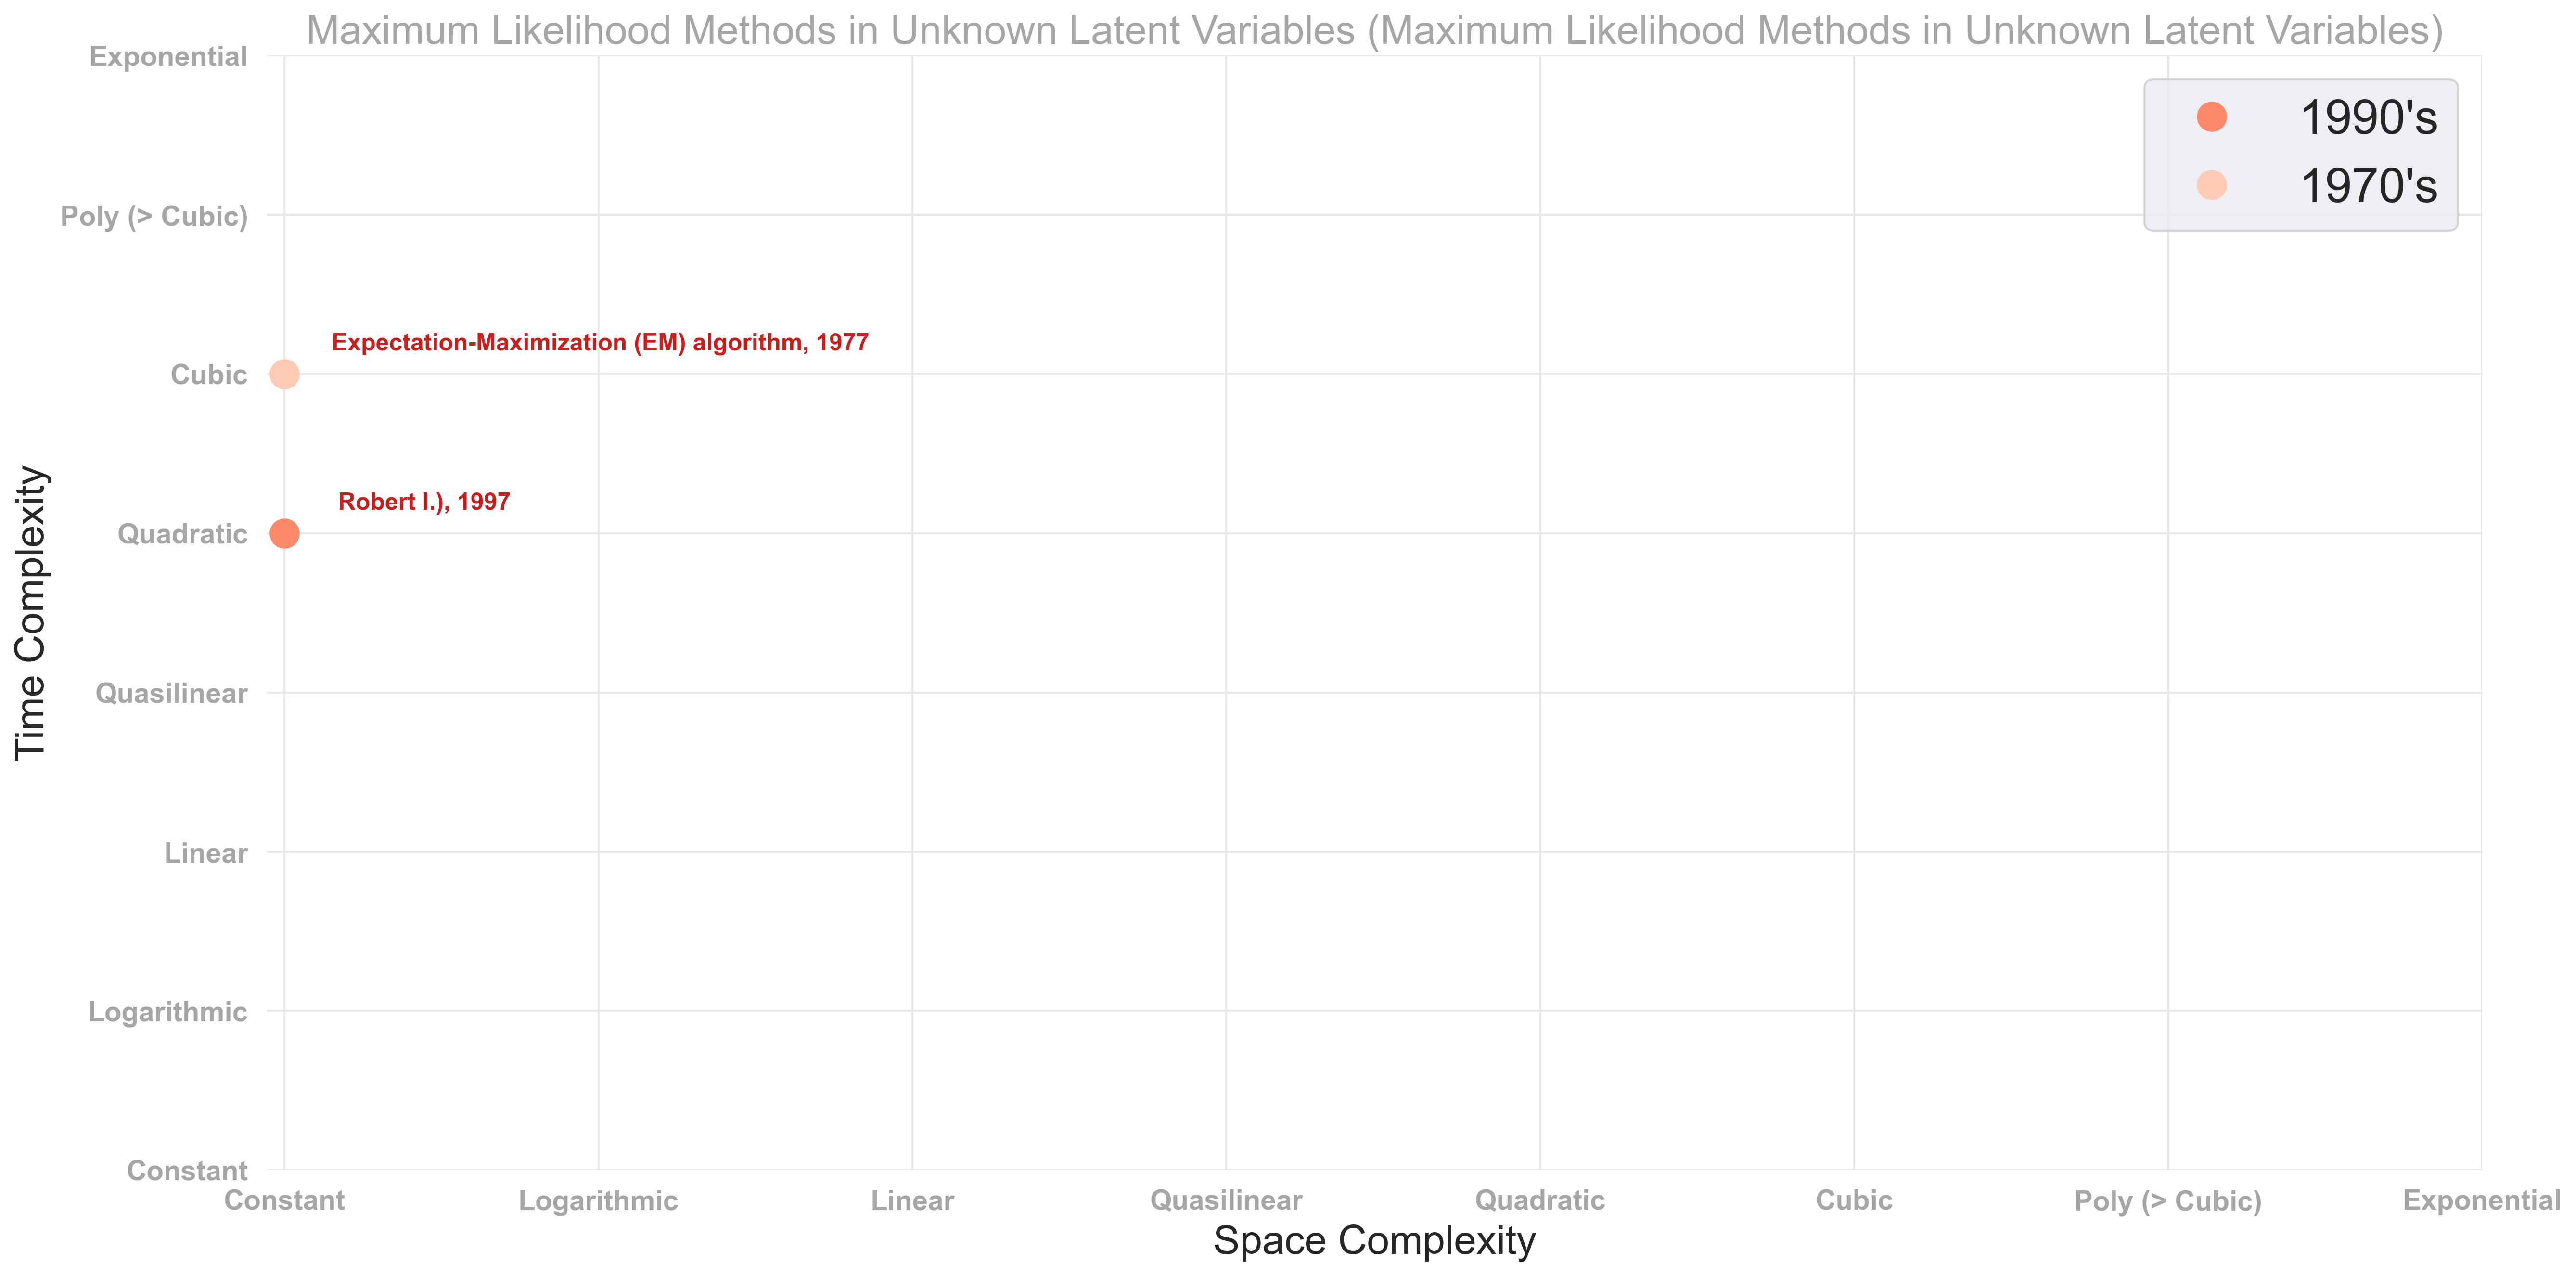 Maximum Likelihood Methods in Unknown Latent Variables (Maximum Likelihood Methods in Unknown Latent Variables)
Exponential
1990's
1970's
Poly (> Cubic)
Expectation-Maximization (EM) algorithm, 1977
Cubic
Robert I.), 1997
Quadratic
Time Complexity
Quasilinear
Linear
Logarithmic
Constant
Constant Logarithmic Linear Quasilinear Quadratic Cubic Poly (> Cubic) Exponential
Space Complexity